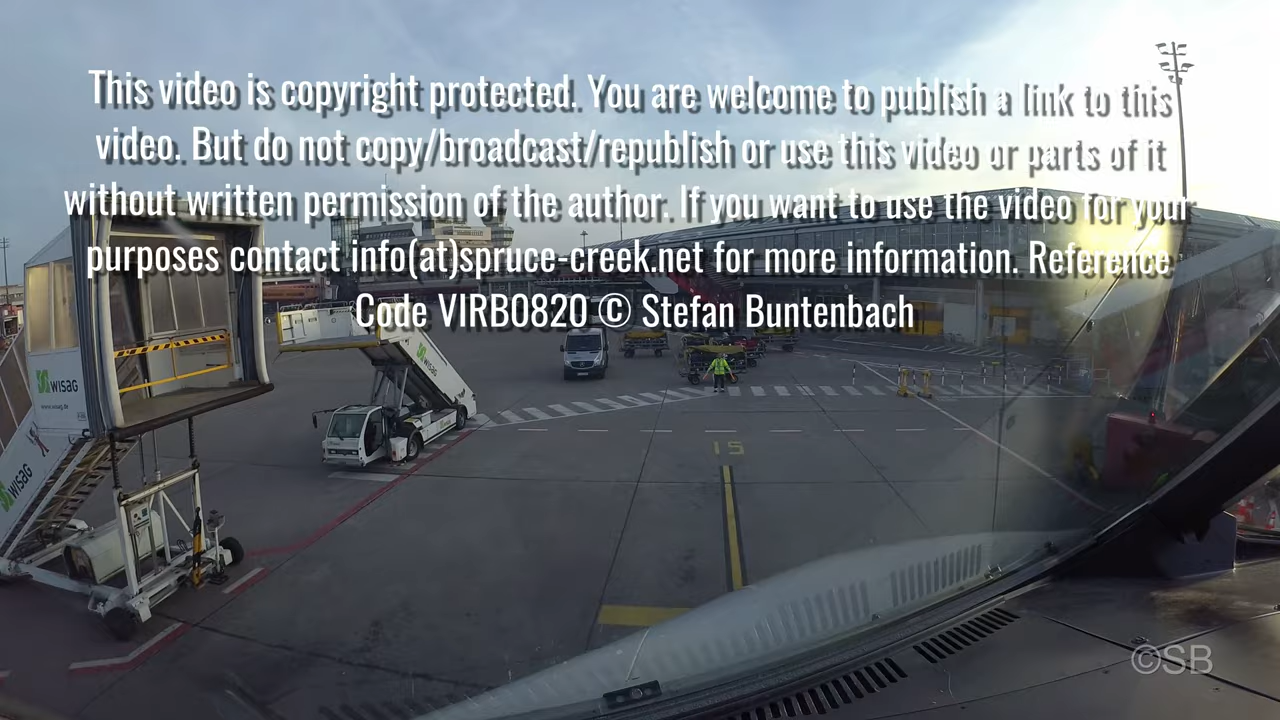 This video is copyright protected. You are welcome to publish a link to this
video. But do not copy/broadcast/republish or use this video or parts of it
without written permission of the author. If you want to use the video for your
purposes contact info(at)spruce-creek.net for more information. Reference
Code VIRB0820 © Stefan Buntenbach
WISAG
www.wisag.de
WISAG
WISAG
15
©SB